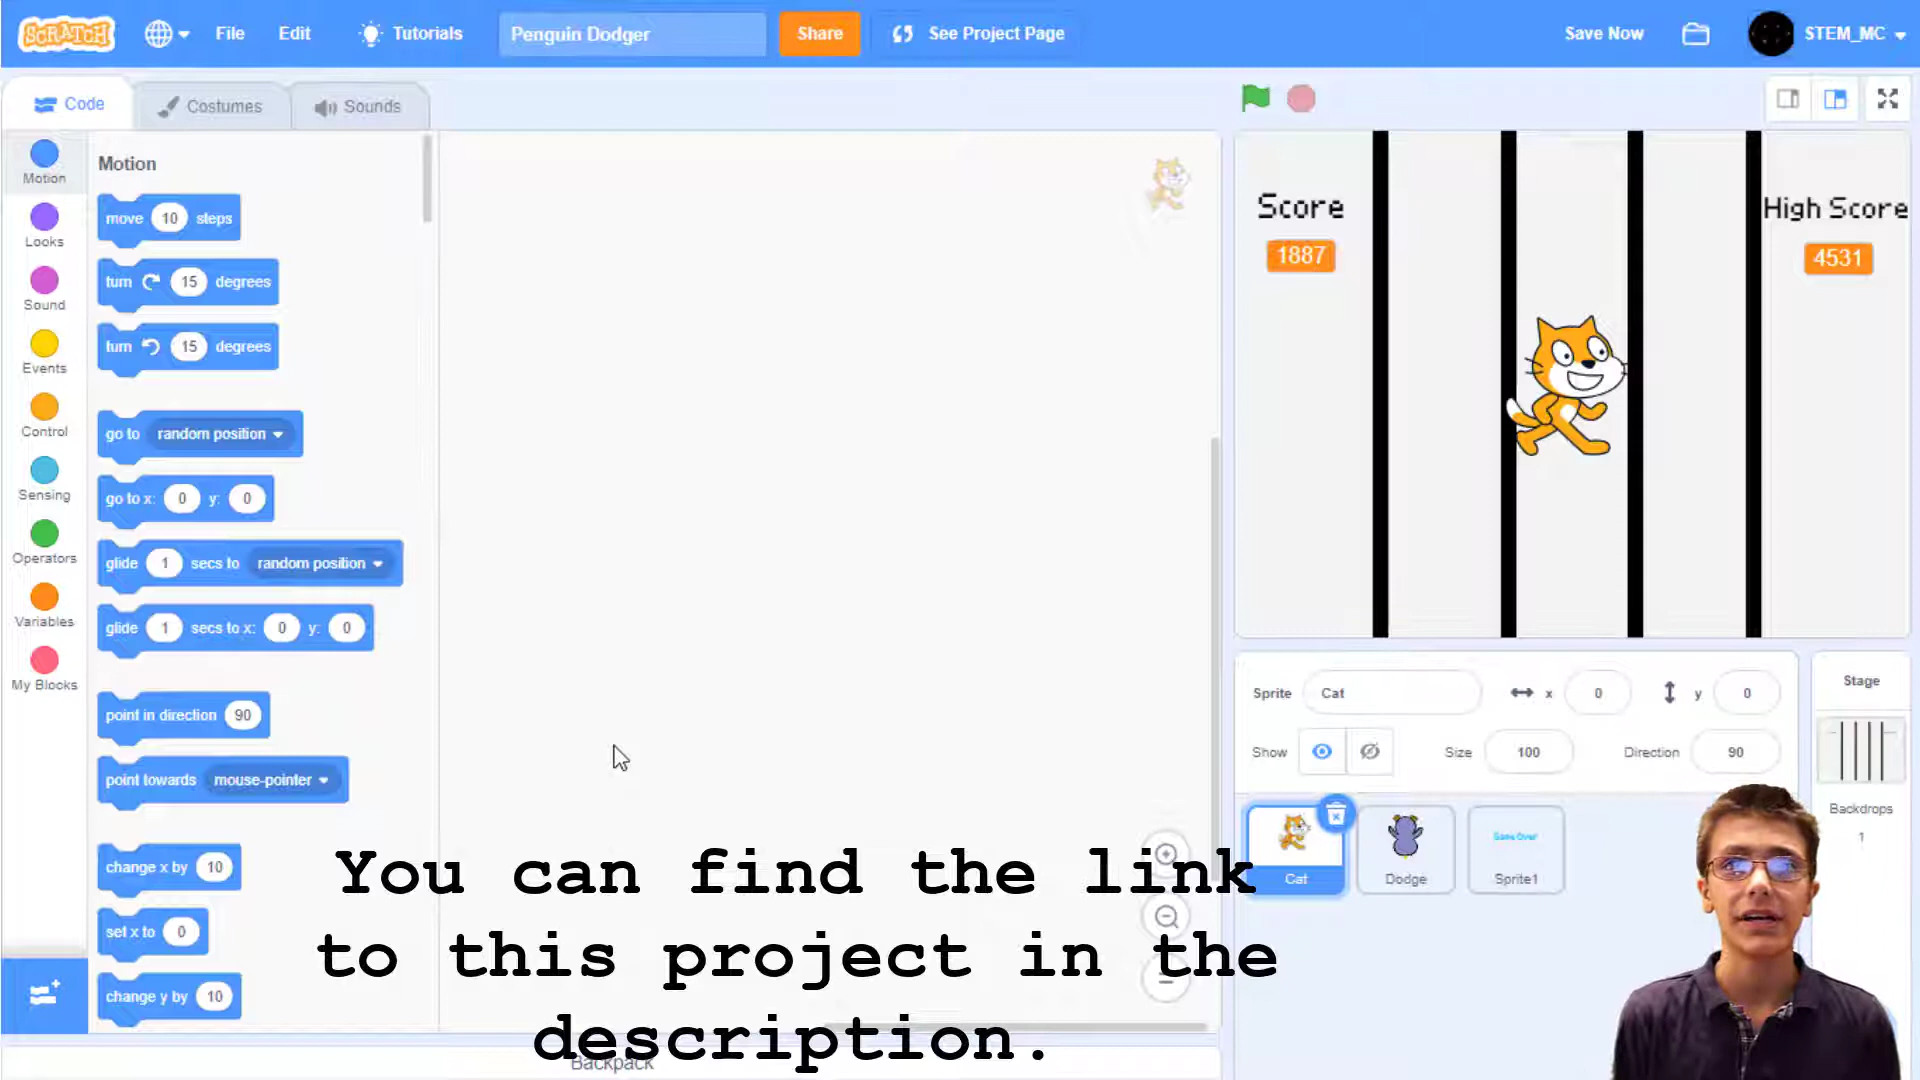 SCRATCH File Edit Tutorials Penguin Dodger Share See Project Page Save Now STEM_MC
Code Costumes Sounds
Motion
Looks
Sound
Events
Control
Sensing
Operators
Variables
My Blocks
Motion
move 10 steps
turn 15 degrees
turn 15 degrees
go to random position
go to x: 0 y: 0
glide 1 secs to random position
glide 1 secs to x: 0 y: 0
point in direction 90
point towards mouse-pointer
change x by 10
set x to 0
change y by 10
Score
1887
High Score
4531
Sprite Cat x 0 y 0
Show Size 100 Direction 90
Cat
Dodge
Game Over
Sprite1
Stage
Backdrops
1
You can find the link
to this project in the
description.
Backpack